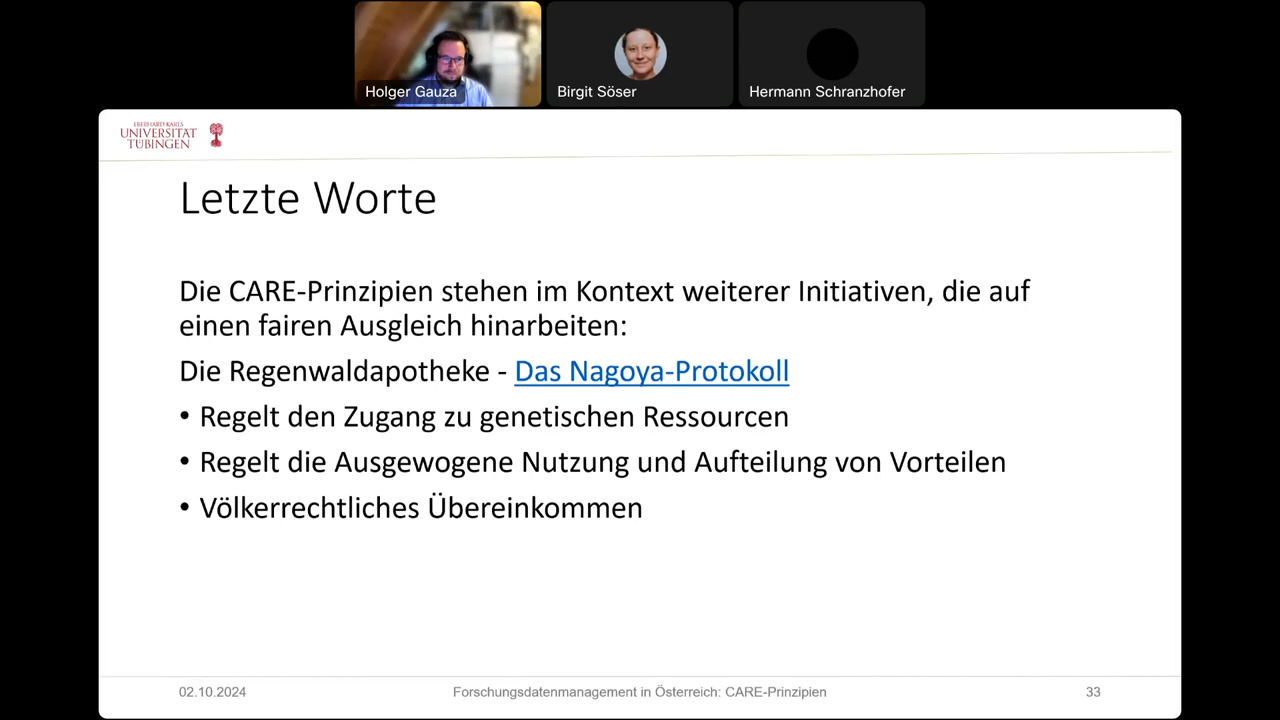 Holger Gauza
Birgit Söser
Hermann Schranzhofer
EBERHARD KARLS
UNIVERSITÄT
TÜBINGEN
Letzte Worte
Die CARE-Prinzipien stehen im Kontext weiterer Initiativen, die auf
einen fairen Ausgleich hinarbeiten:
Die Regenwaldapotheke - Das Nagoya-Protokoll
• Regelt den Zugang zu genetischen Ressourcen
• Regelt die Ausgewogene Nutzung und Aufteilung von Vorteilen
• Völkerrechtliches Übereinkommen
02.10.2024
Forschungsdatenmanagement in Österreich: CARE-Prinzipien
33